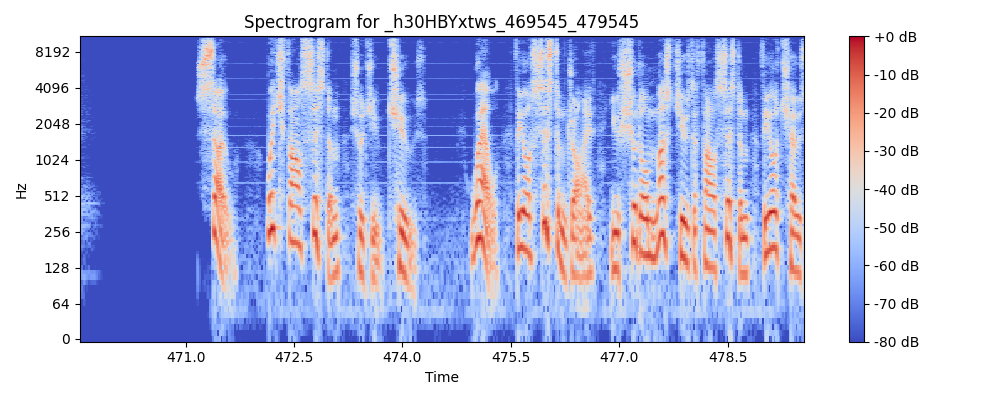 Spectrogram for _h30HBYxtws_469545_479545
8192
4096
2048
1024
512
256
128
64
0
Hz
471.0
472.5
474.0
475.5
477.0
478.5
Time
+0 dB
-10 dB
-20 dB
-30 dB
-40 dB
-50 dB
-60 dB
-70 dB
-80 dB